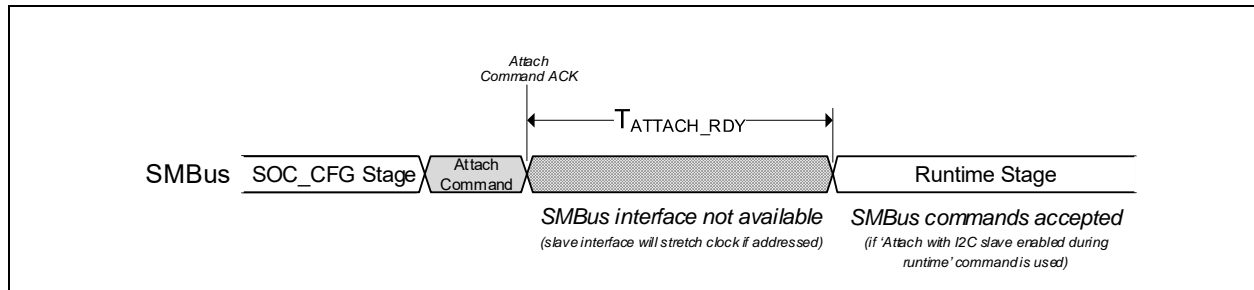 Attach
Command ACK
TATTACH_RDY
SMBus
SOC_CFG Stage
Attach
Command
Runtime Stage
SMBus interface not available
(slave interface will stretch clock if addressed)
SMBus commands accepted
(if ‘Attach with I2C slave enabled during
runtime’ command is used)